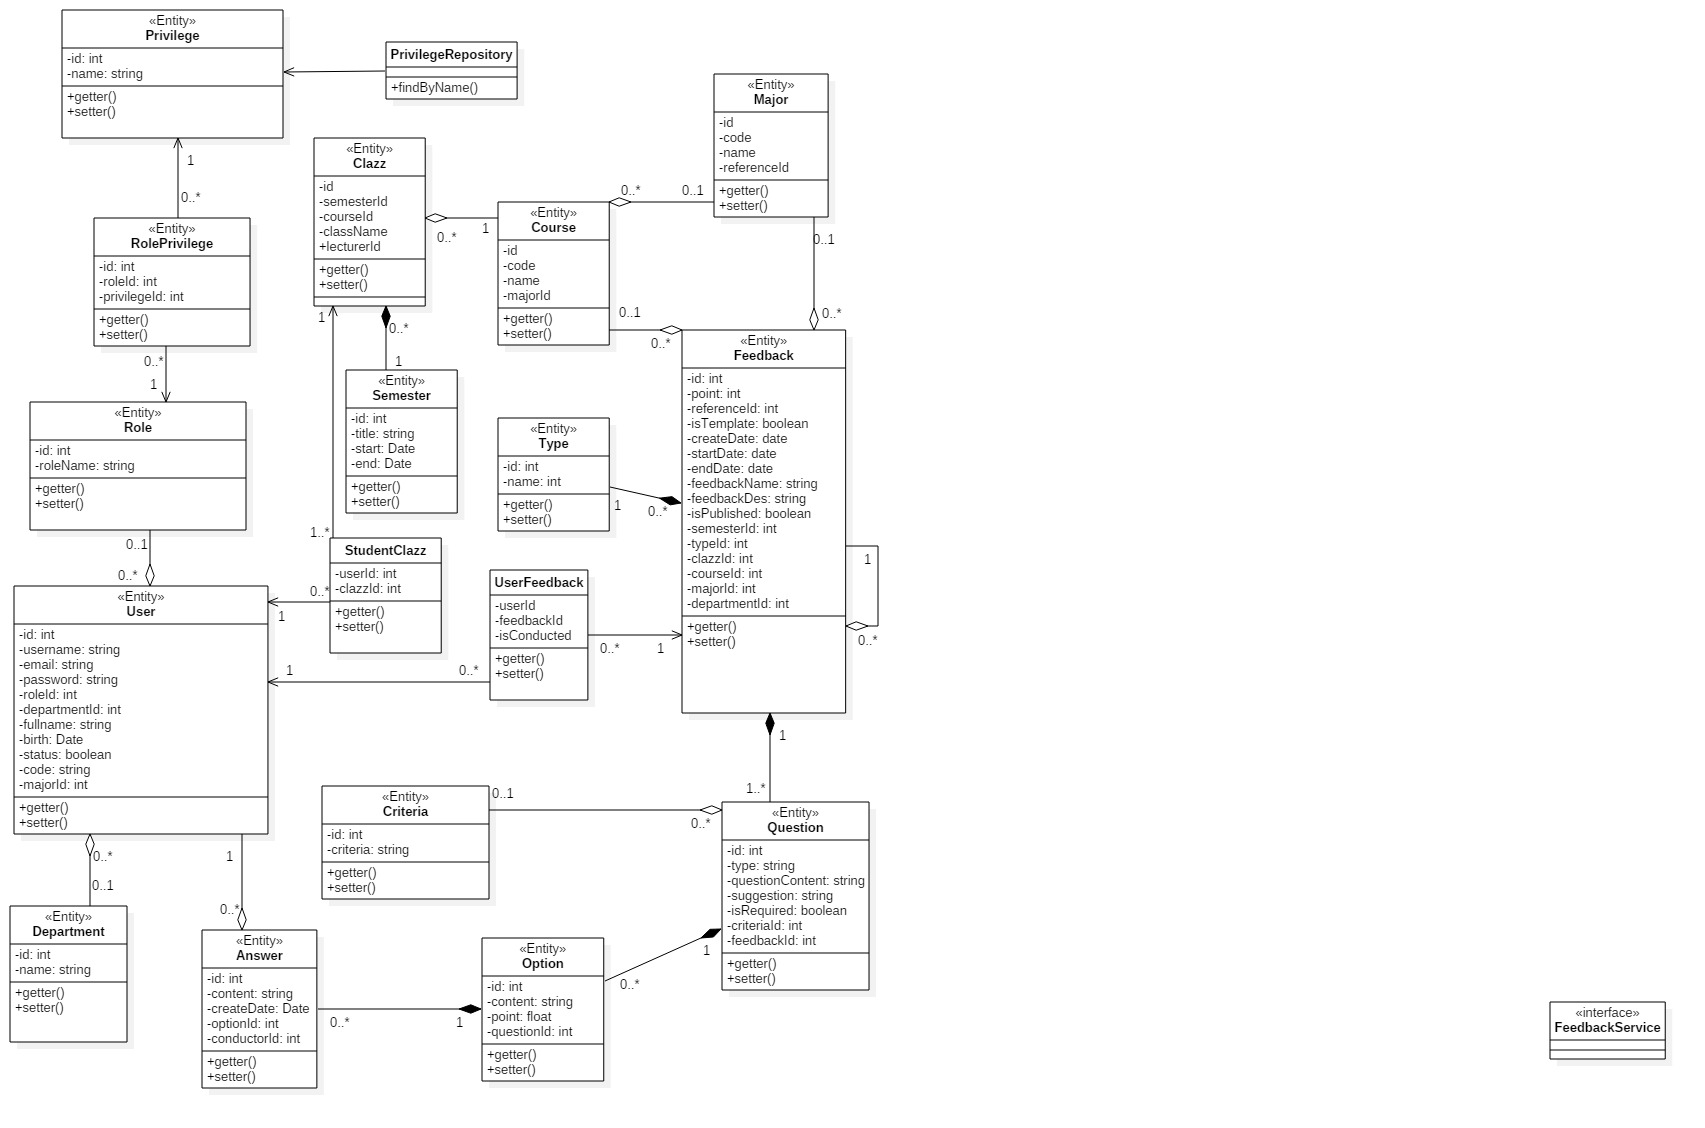 «Entity»
Privilege
-id: int
-name: string
+getter()
+setter()
PrivilegeRepository
+findByName()
1
0..*
«Entity»
RolePrivilege
-id: int
-roleId: int
-privilegeId: int
+getter()
+setter()
0..*
1
«Entity»
Role
-id: int
-roleName: string
+getter()
+setter()
0..1
0..*
«Entity»
User
-id: int
-username: string
-email: string
-password: string
-roleId: int
-departmentId: int
-fullname: string
-birth: Date
-status: boolean
-code: string
-majorId: int
+getter()
+setter()
0..*
0..1
«Entity»
Department
-id: int
-name: string
+getter()
+setter()
1
0..*
«Entity»
Answer
-id: int
-content: string
-createDate: Date
-optionId: int
-conductorId: int
+getter()
+setter()
0..*
1
«Entity»
Clazz
-id
-semesterId
-courseId
-className
+lecturerId
+getter()
+setter()
0..*
1
1
0..*
1
«Entity»
Semester
-id: int
-title: string
-start: Date
-end: Date
+getter()
+setter()
1..*
StudentClazz
-userId: int
-clazzId: int
+getter()
+setter()
0..*
1
«Entity»
Course
-id
-code
-name
-majorId
+getter()
+setter()
0..*
0..1
«Entity»
Major
-id
-code
-name
-referenceId
+getter()
+setter()
0..1
0..*
0..1
0..*
«Entity»
Type
-id: int
-name: int
+getter()
+setter()
1
0..*
«Entity»
Feedback
-id: int
-point: int
-referenceId: int
-isTemplate: boolean
-createDate: date
-startDate: date
-endDate: date
-feedbackName: string
-feedbackDes: string
-isPublished: boolean
-semesterId: int
-typeId: int
-clazzId: int
-courseId: int
-majorId: int
-departmentId: int
+getter()
+setter()
1
0..*
UserFeedback
-userId
-feedbackId
-isConducted
+getter()
+setter()
0..*
1
0..*
1
1
1..*
«Entity»
Criteria
-id: int
-criteria: string
+getter()
+setter()
0..1
0..*
«Entity»
Question
-id: int
-type: string
-questionContent: string
-suggestion: string
-isRequired: boolean
-criteriaId: int
-feedbackId: int
+getter()
+setter()
1
0..*
«Entity»
Option
-id: int
-content: string
-point: float
-questionId: int
+getter()
+setter()
«interface»
FeedbackService